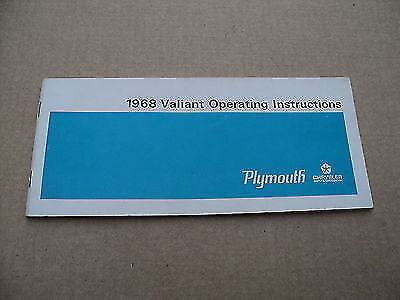 1968 Valiant Operating Instructions
Plymouth
CHRYSLER